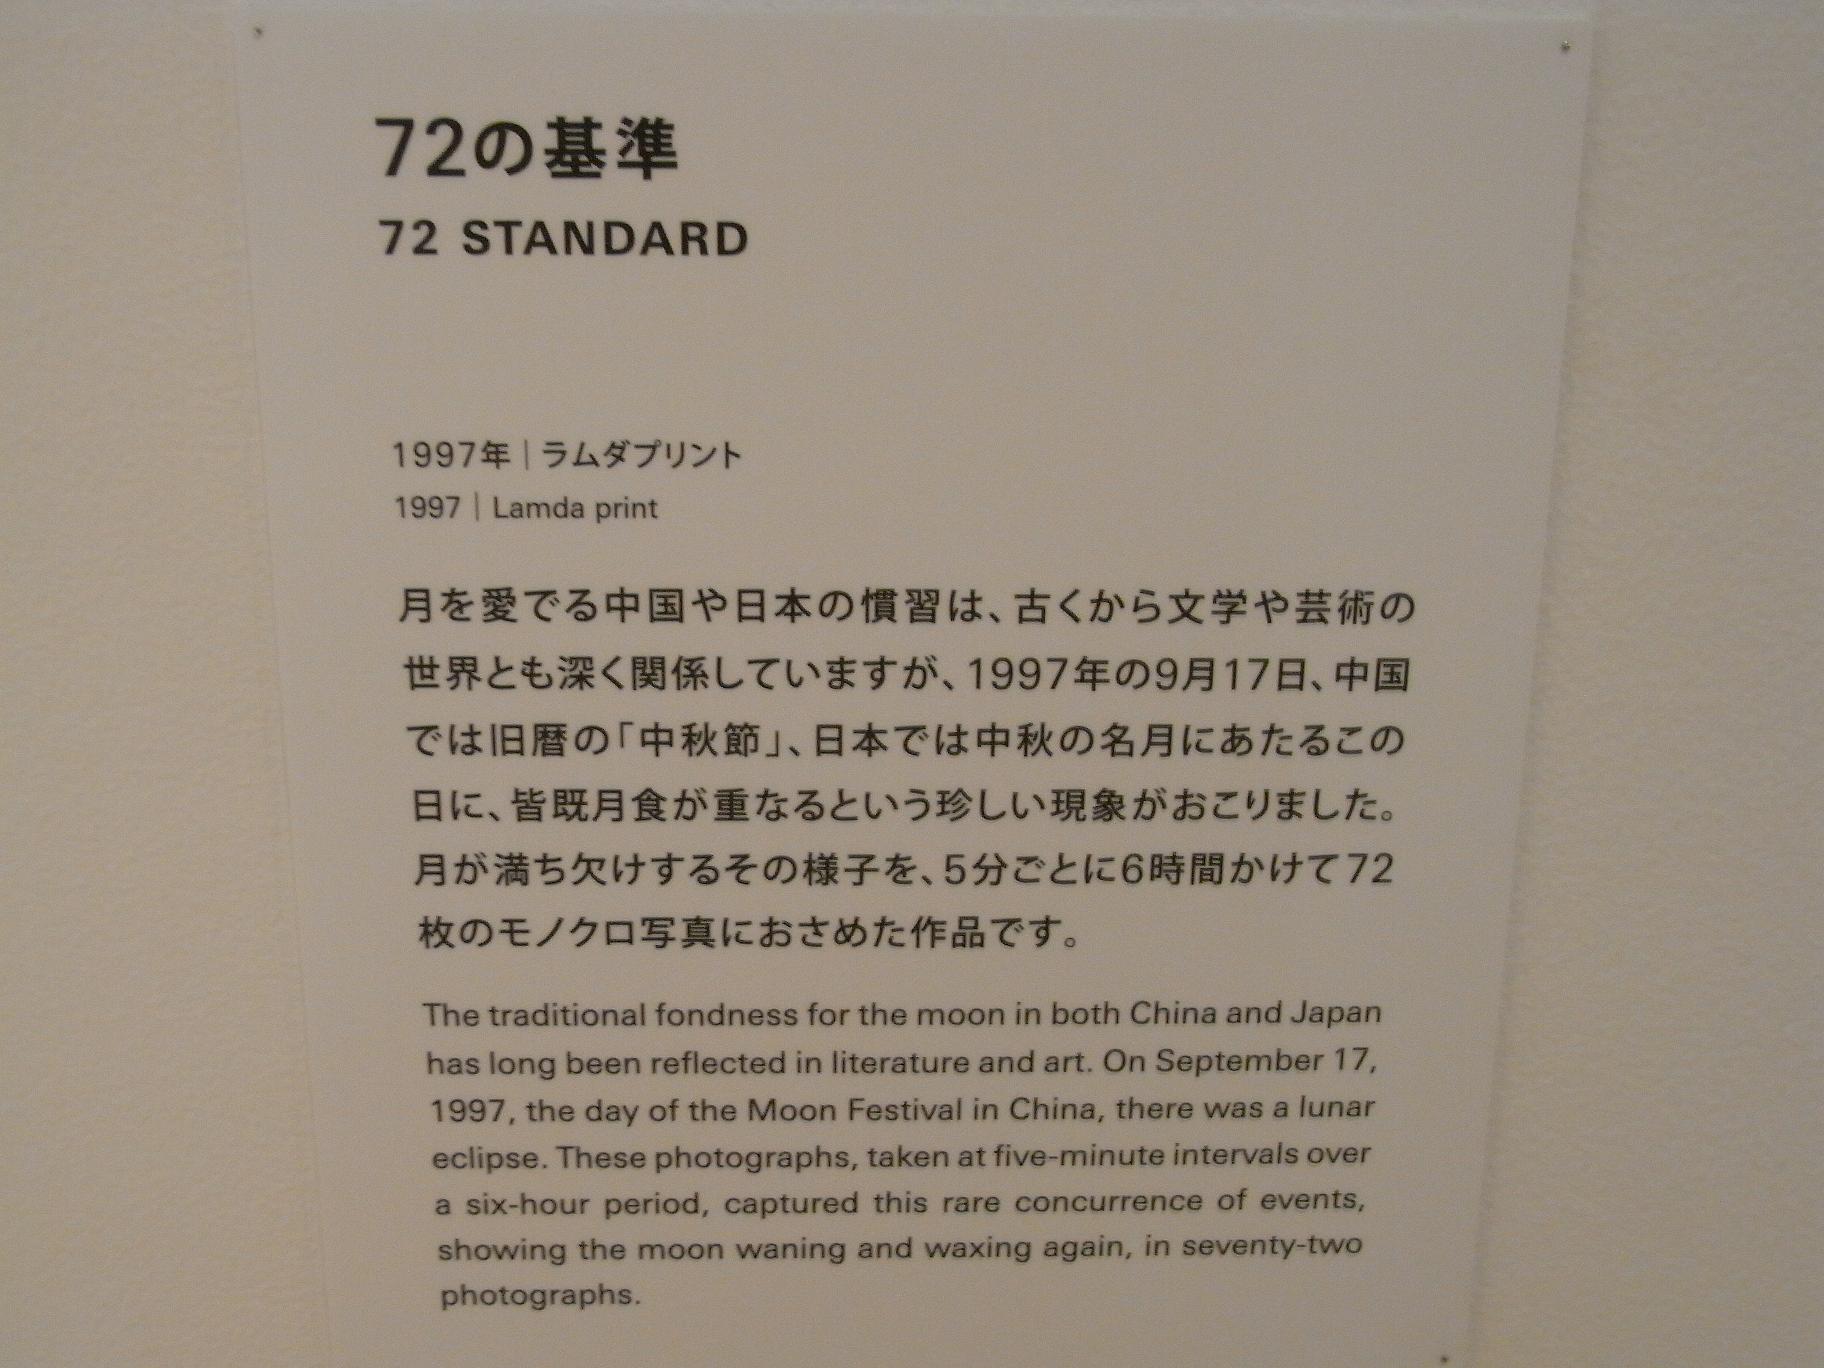 72の基準
72 STANDARD
1997年｜ラムダプリント
1997｜Lamda print
月を愛でる中国や日本の慣習は、古くから文学や芸術の
世界とも深く関係していますが、1997年の9月17日、中国
では旧暦の「中秋節」、日本では中秋の名月にあたるこの
日に、皆既月食が重なるという珍しい現象がおこりました。
月が満ち欠けするその様子を、5分ごとに6時間かけて72
枚のモノクロ写真におさめた作品です。
The traditional fondness for the moon in both China and Japan
has long been reflected in literature and art. On September 17,
1997, the day of the Moon Festival in China, there was a lunar
eclipse. These photographs, taken at five-minute intervals over
a six-hour period, captured this rare concurrence of events,
showing the moon waning and waxing again, in seventy-two
photographs.